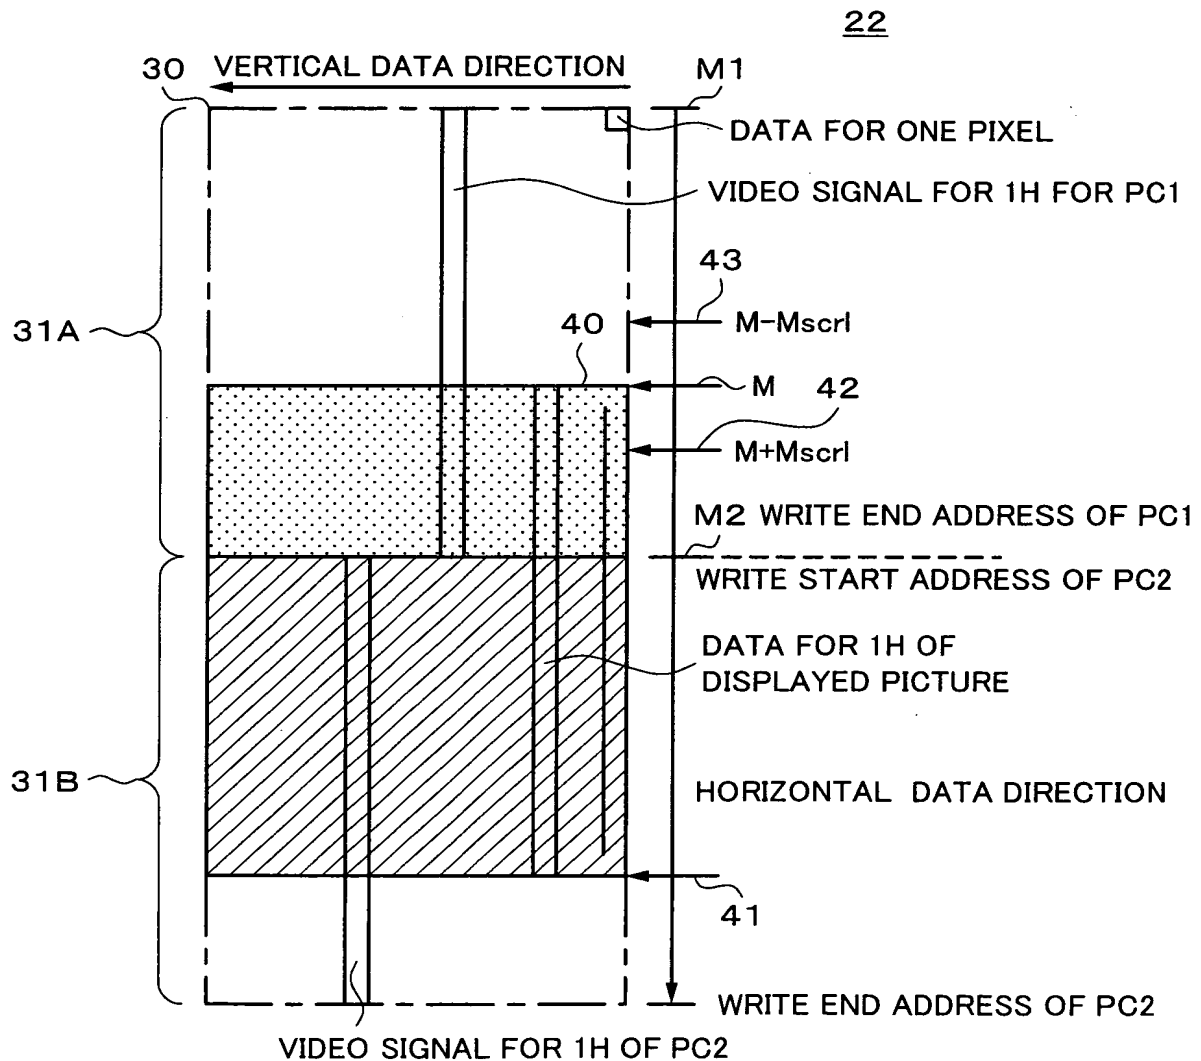 22
VERTICAL DATA DIRECTION
30
M1
DATA FOR ONE PIXEL
VIDEO SIGNAL FOR 1H FOR PC1
43
31A
40
M-Mscrl
M
42
M+Mscrl
M2 WRITE END ADDRESS OF PC1
WRITE START ADDRESS OF PC2
DATA FOR 1H OF
DISPLAYED PICTURE
31B
HORIZONTAL DATA DIRECTION
41
WRITE END ADDRESS OF PC2
VIDEO SIGNAL FOR 1H OF PC2